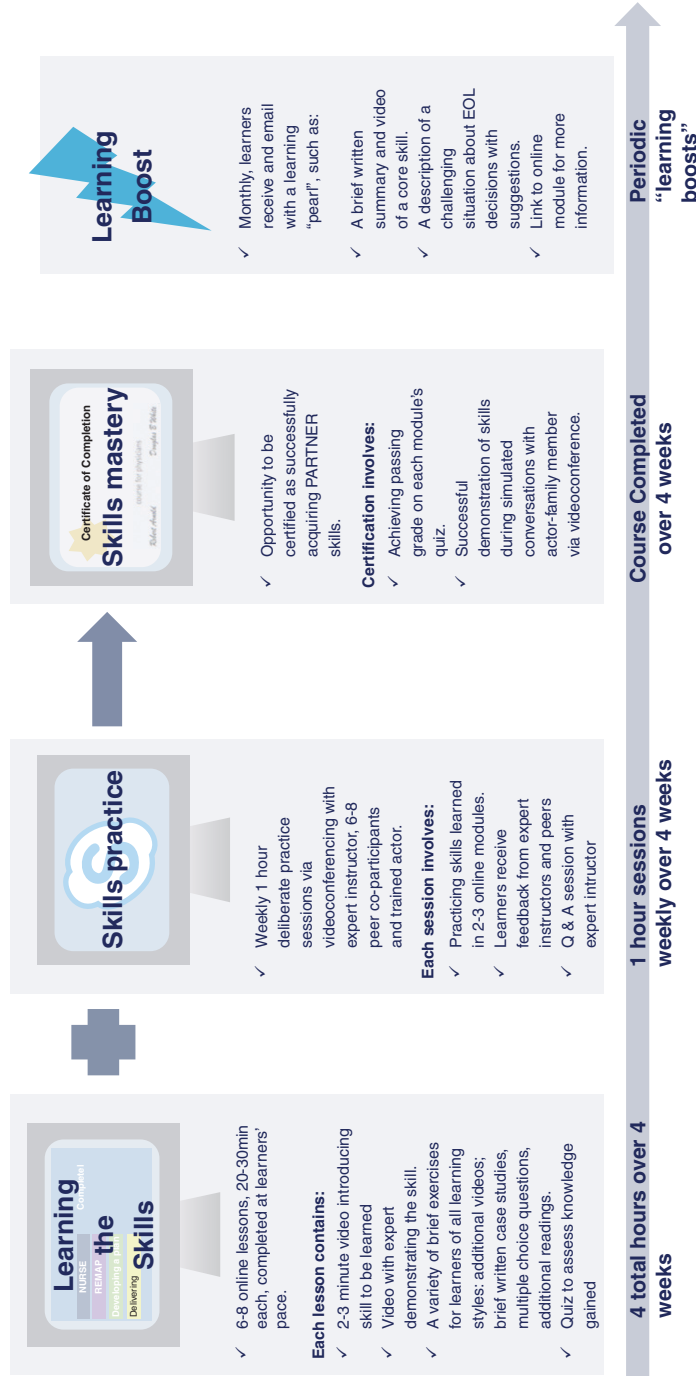 Learning
the
Skills
NURSE
REMAP
Developing a plan
Delivering
Complete!
✓ 6-8 online lessons, 20-30min
each, completed at learners’
pace.
Each lesson contains:
✓ 2-3 minute video introducing
skill to be learned
✓ Video with expert
demonstrating the skill.
✓ A variety of brief exercises
for learners of all learning
styles: additional videos;
brief written case studies,
multiple choice questions,
additional readings.
✓ Quiz to assess knowledge
gained
4 total hours over 4
weeks
Skills practice
✓ Weekly 1 hour
deliberate practice
sessions via
videoconferencing with
expert instructor, 6-8
peer co-participants
and trained actor.
Each session involves:
✓ Practicing skills learned
in 2-3 online modules.
✓ Learners receive
feedback from expert
instructors and peers
✓ Q & A session with
expert intructor
1 hour sessions
weekly over 4 weeks
Certificate of Completion
Skills mastery
course for physicians
Robert Arnold
Douglas B White
✓ Opportunity to be
certified as successfully
acquiring PARTNER
skills.
Certification involves:
✓ Achieving passing
grade on each module’s
quiz.
✓ Successful
demonstration of skills
during simulated
conversations with
actor-family member
via videoconference.
Course Completed
over 4 weeks
Learning
Boost
✓ Monthly, learners
receive and email
with a learning
“pearl”, such as:
✓ A brief written
summary and video
of a core skill.
✓ A description of a
challenging
situation about EOL
decisions with
suggestions.
✓ Link to online
module for more
information.
Periodic
“learning
boosts”